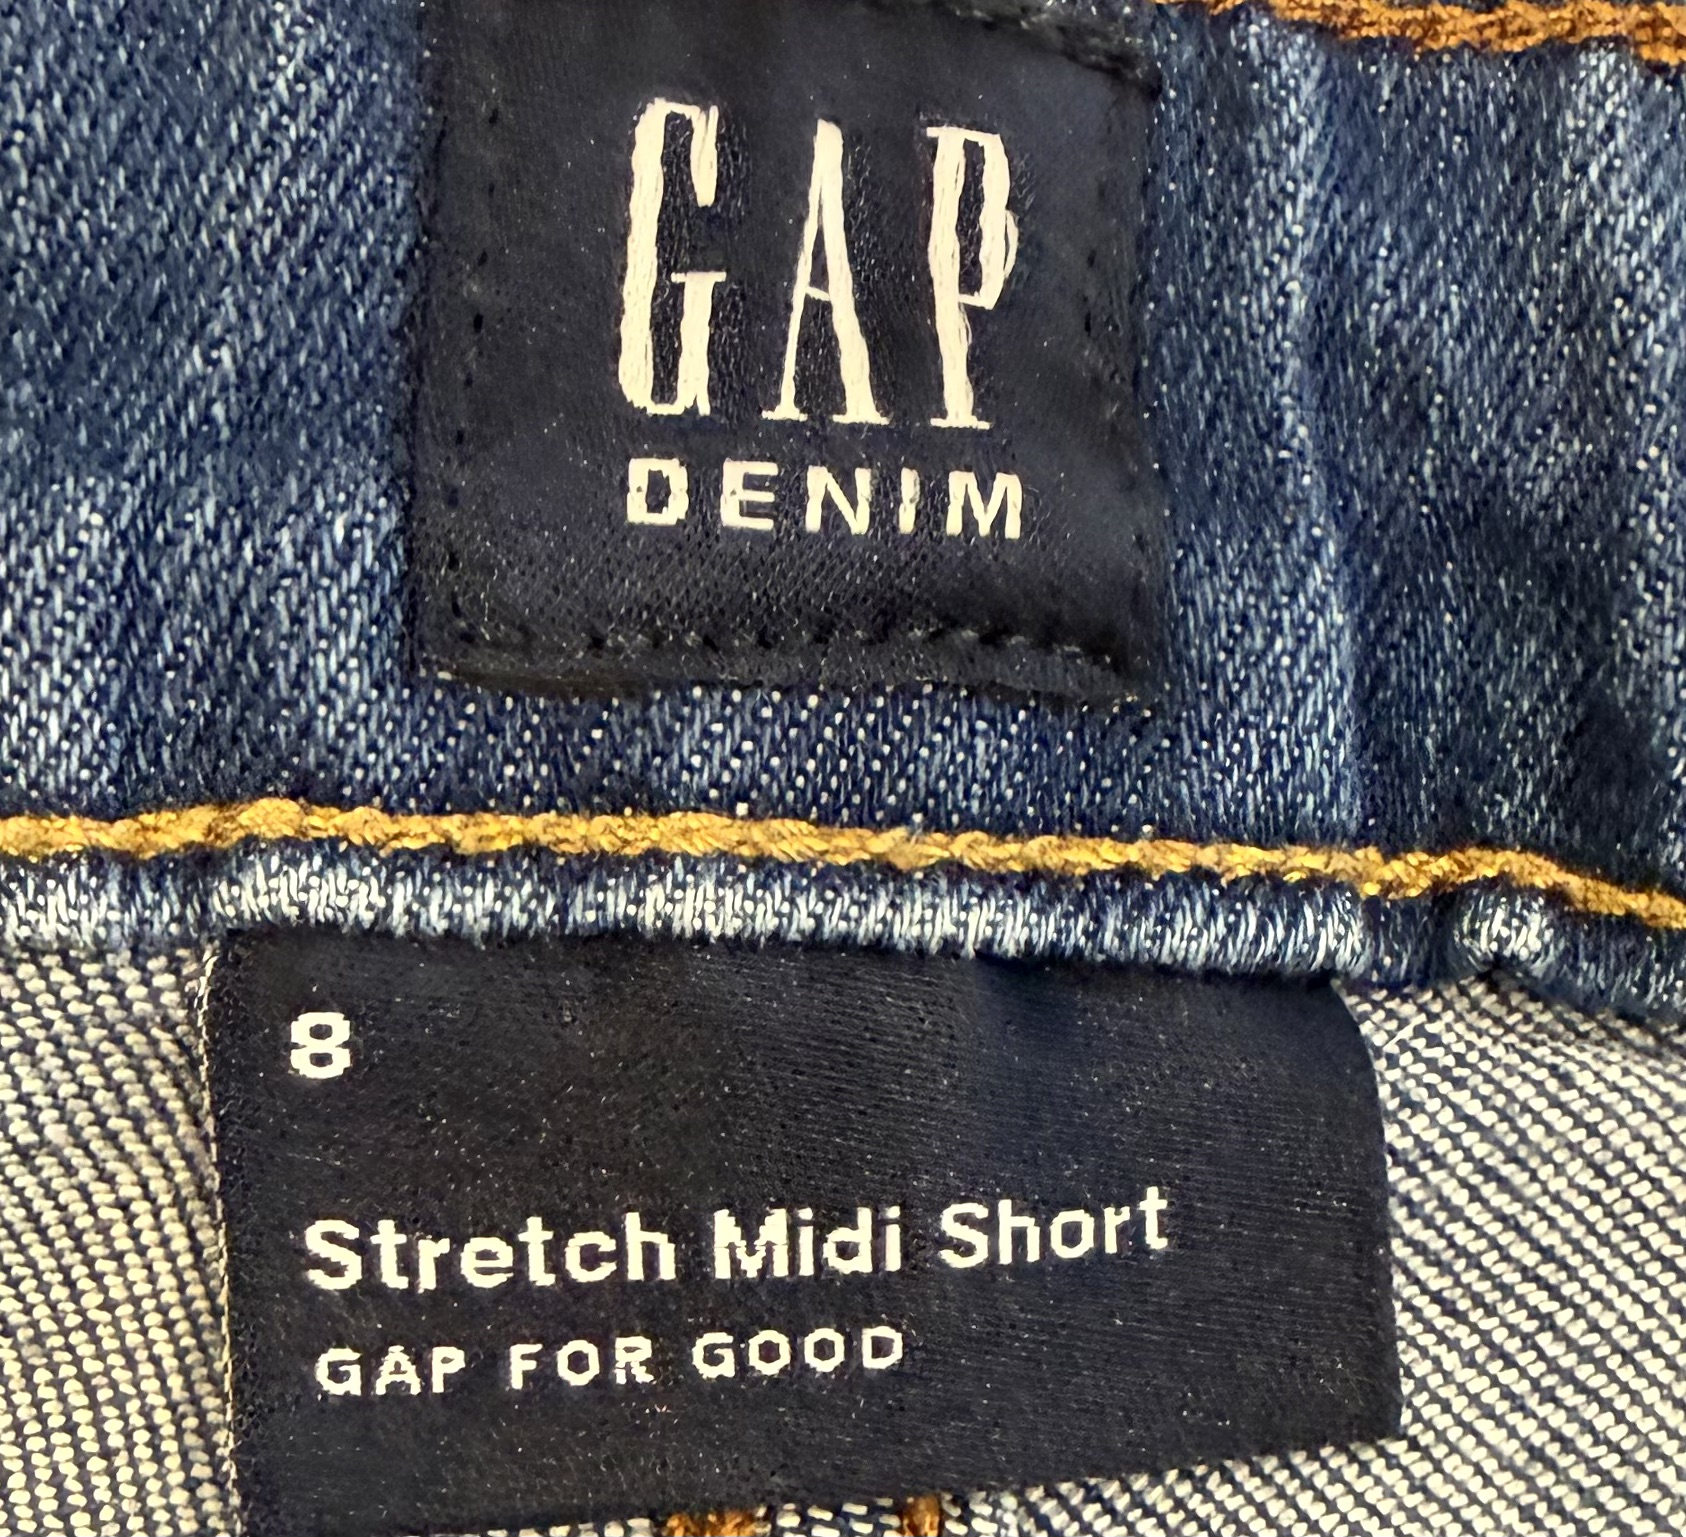 GAP
DENIM
8
Stretch Midi Short
GAP FOR GOOD